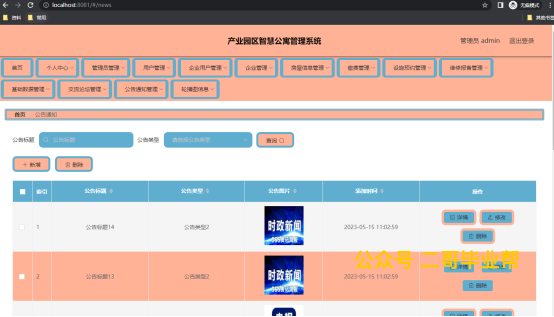 localhost:8081/#/news
无痕模式
资料 常用
其他书签
产业园区智慧公寓管理系统
管理员 admin 退出登录
首页 个人中心 管理员管理 用户管理 企业用户管理 企业管理 房屋信息管理 宿舍管理 设施预约管理 维修报备管理
基础数据管理 交流论坛管理 公告通知管理 轮播图信息
首页 公告通知
公告标题 公告标题 公告类型 请选择公告类型 查询
+ 新增 删除
索引 公告标题 公告类型 公告图片 添加时间 操作
1 公告标题14 公告类型2 时政新闻 2023-05-15 11:02:59 详情 修改
删除
2 公告标题13 公告类型2 时政新闻 2023-05-15 11:02:59
公众号 二哥毕业帮
删除